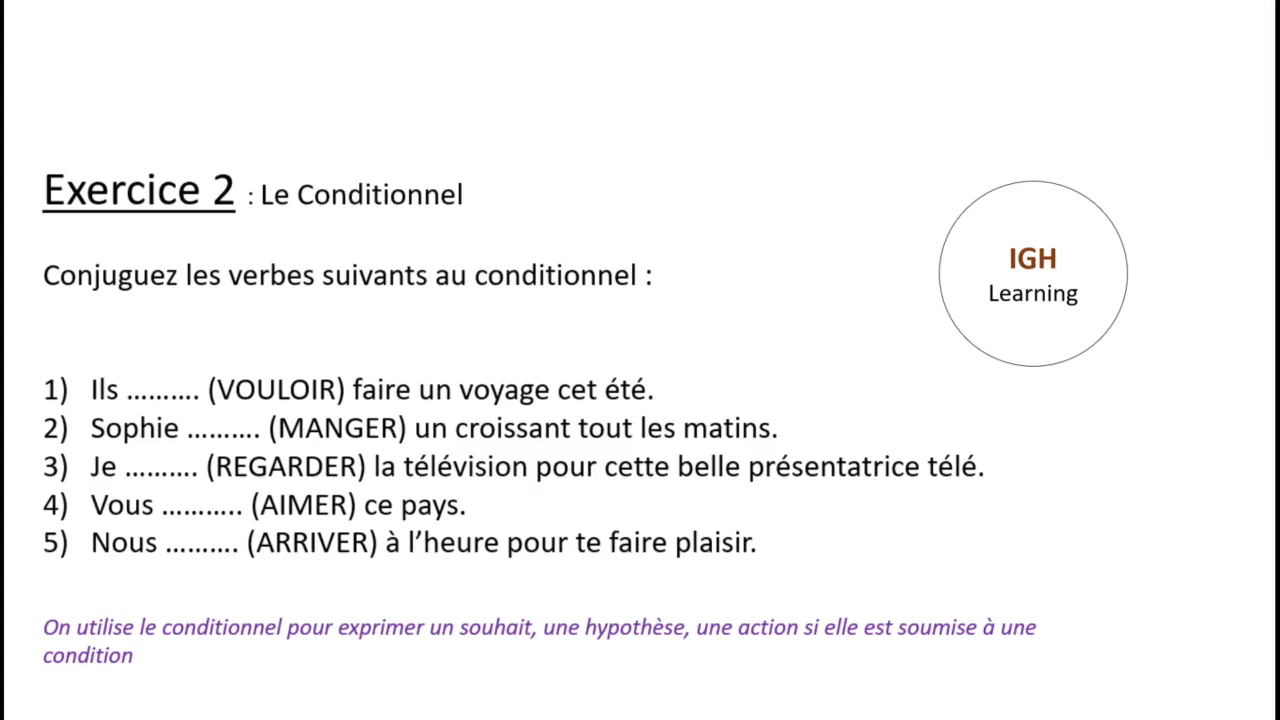 Exercice 2 : Le Conditionnel
IGH
Learning
Conjuguez les verbes suivants au conditionnel :
1) Ils .......... (VOULOIR) faire un voyage cet été.
2) Sophie .......... (MANGER) un croissant tout les matins.
3) Je .......... (REGARDER) la télévision pour cette belle présentatrice télé.
4) Vous ........... (AIMER) ce pays.
5) Nous .......... (ARRIVER) à l’heure pour te faire plaisir.
On utilise le conditionnel pour exprimer un souhait, une hypothèse, une action si elle est soumise à une
condition